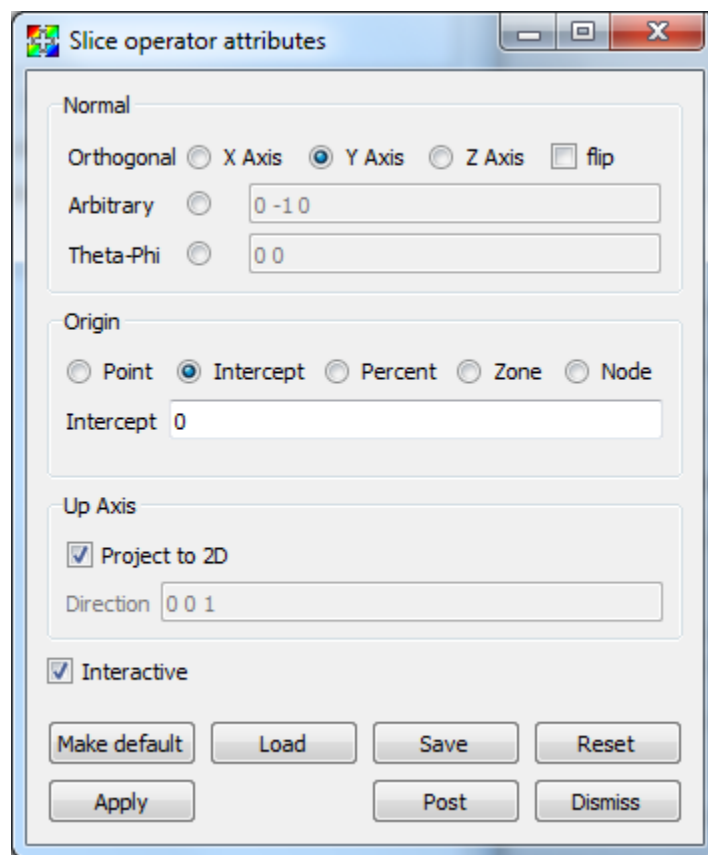 Slice operator attributes
Normal
Orthogonal X Axis Y Axis Z Axis flip
Arbitrary 0 -1 0
Theta-Phi 0 0
Origin
Point Intercept Percent Zone Node
Intercept 0
Up Axis
Project to 2D
Direction 0 0 1
Interactive
Make default Load Save Reset
Apply Post Dismiss